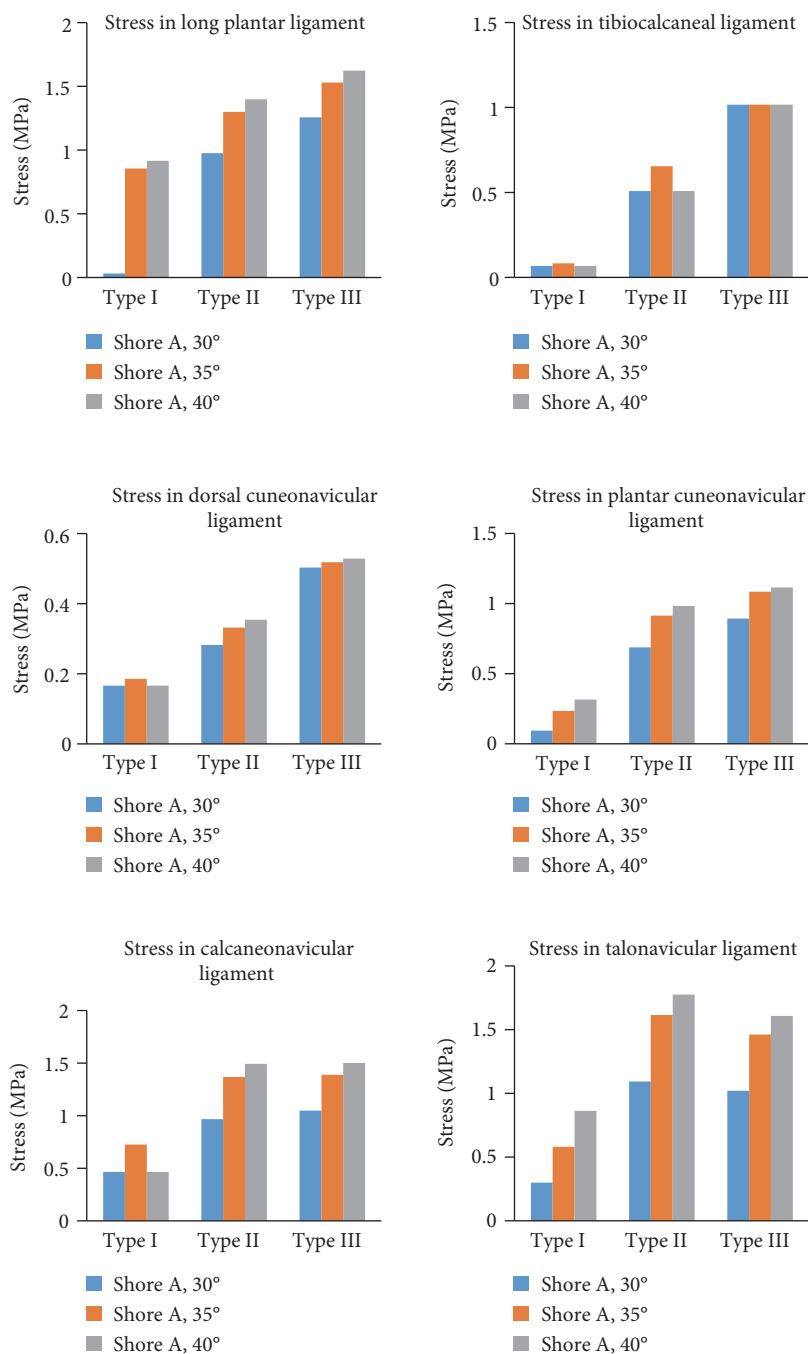 Stress in long plantar ligament
2
1.5
1
0.5
0
Stress (MPa)
Type I Type II Type III
Shore A, 30°
Shore A, 35°
Shore A, 40°
Stress in tibiocalcaneal ligament
1.5
1
0.5
0
Stress (MPa)
Type I Type II Type III
Shore A, 30°
Shore A, 35°
Shore A, 40°
Stress in dorsal cuneonavicular
ligament
0.6
0.4
0.2
0
Stress (MPa)
Type I Type II Type III
Shore A, 30°
Shore A, 35°
Shore A, 40°
Stress in plantar cuneonavicular
ligament
1.5
1
0.5
0
Stress (MPa)
Type I Type II Type III
Shore A, 30°
Shore A, 35°
Shore A, 40°
Stress in calcaneonavicular
ligament
2
1.5
1
0.5
0
Stress (MPa)
Type I Type II Type III
Shore A, 30°
Shore A, 35°
Shore A, 40°
Stress in talonavicular ligament
2
1.5
1
0.5
0
Stress (MPa)
Type I Type II Type III
Shore A, 30°
Shore A, 35°
Shore A, 40°